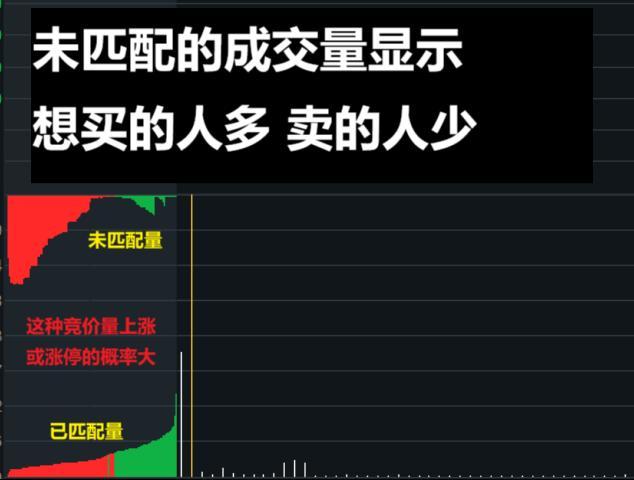 未匹配的成交量显示
想买的人多 卖的人少
未匹配量
这种竞价量上涨
或涨停的概率大
已匹配量